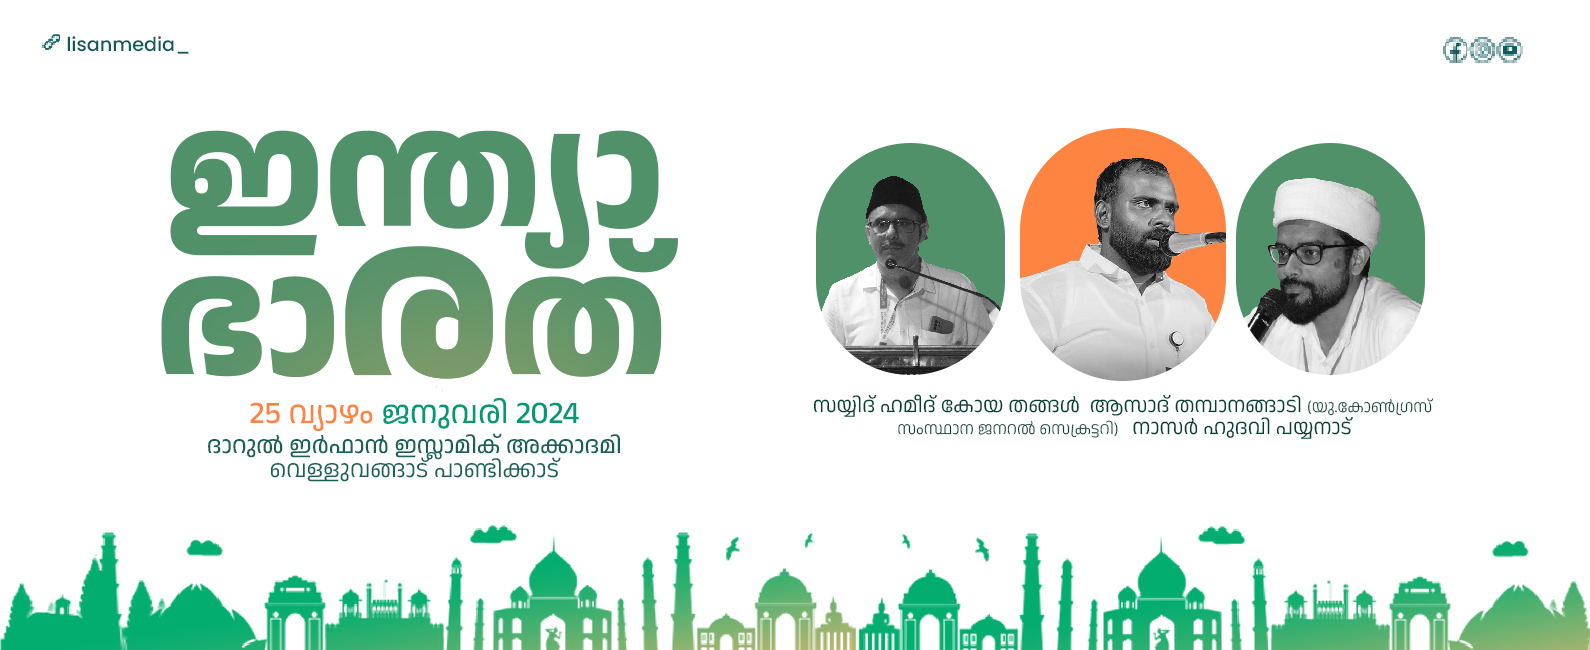 lisanmedia_
ഇന്ത്യാ
ഭാരത്
25 വ്യാഴം ജനുവരി 2024
ദാറുൽ ഇർഫാൻ ഇസ്ലാമിക് അക്കാദമി
വെള്ളുവങ്ങാട് പാണ്ടിക്കാട്
സയ്യിദ് ഹമീദ് കോയ തങ്ങൾ ആസാദ് തമ്പാനങ്ങാടി (യു.കോൺഗ്രസ്
സംസ്ഥാന ജനറൽ സെക്രട്ടറി) നാസർ ഹുദവി പയ്യനാട്